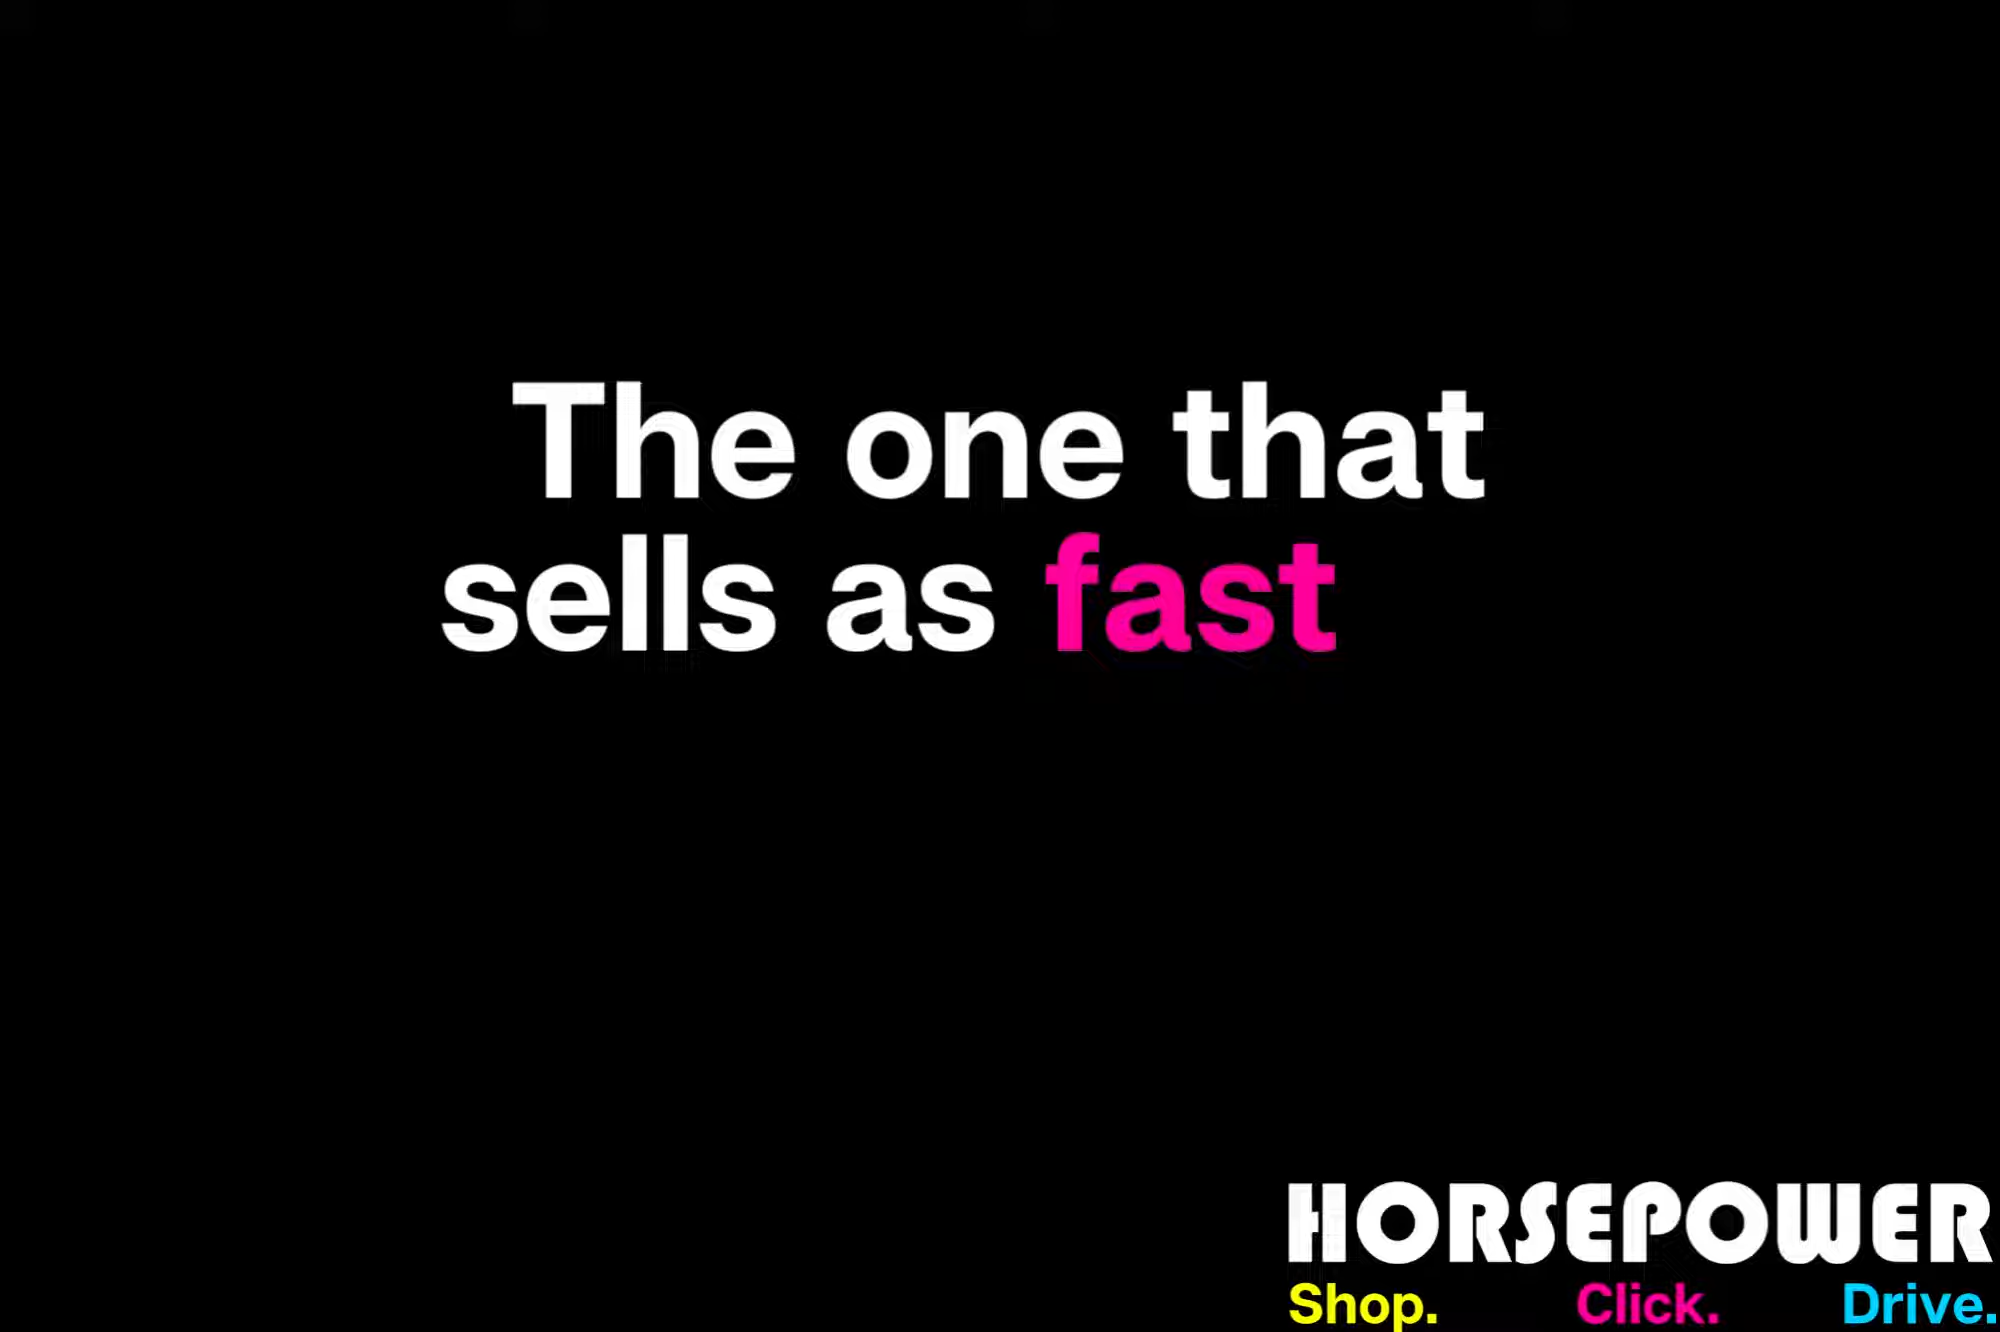 The one that
sells as fast
HORSEPOWER
Shop. Click. Drive.